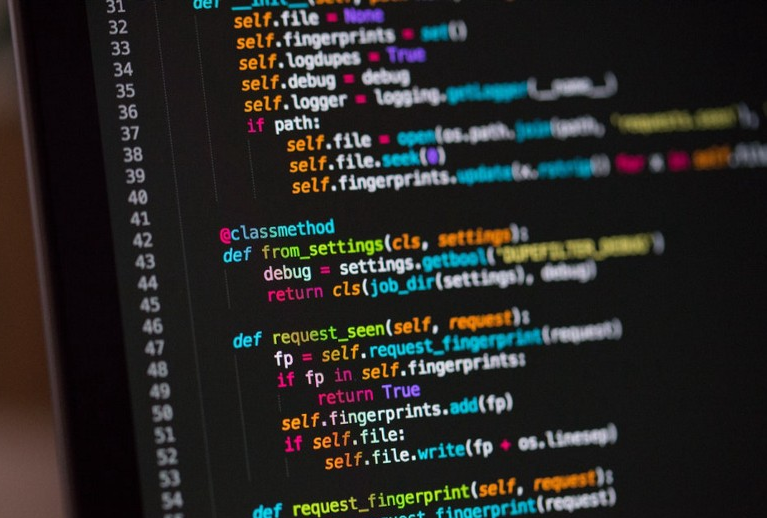 31 def __init__(self,
32 self.file = None
33 self.fingerprints = set()
34 self.logdupes = True
35 self.debug = debug
36 self.logger = logging.getLogger(__name__)
37 if path:
38 self.file = open(os.path.join(path, 'requests.seen'),
39 self.file.seek(0)
40 self.fingerprints.update(x.rstrip() for x in self.file
41
42 @classmethod
43 def from_settings(cls, settings):
44 debug = settings.getbool('DUPEFILTER_DEBUG')
45 return cls(job_dir(settings), debug)
46
47 def request_seen(self, request):
48 fp = self.request_fingerprint(request)
49 if fp in self.fingerprints:
50 return True
51 self.fingerprints.add(fp)
52 if self.file:
53 self.file.write(fp + os.linesep)
54
def request_fingerprint(self, request):
request_fingerprint(request)